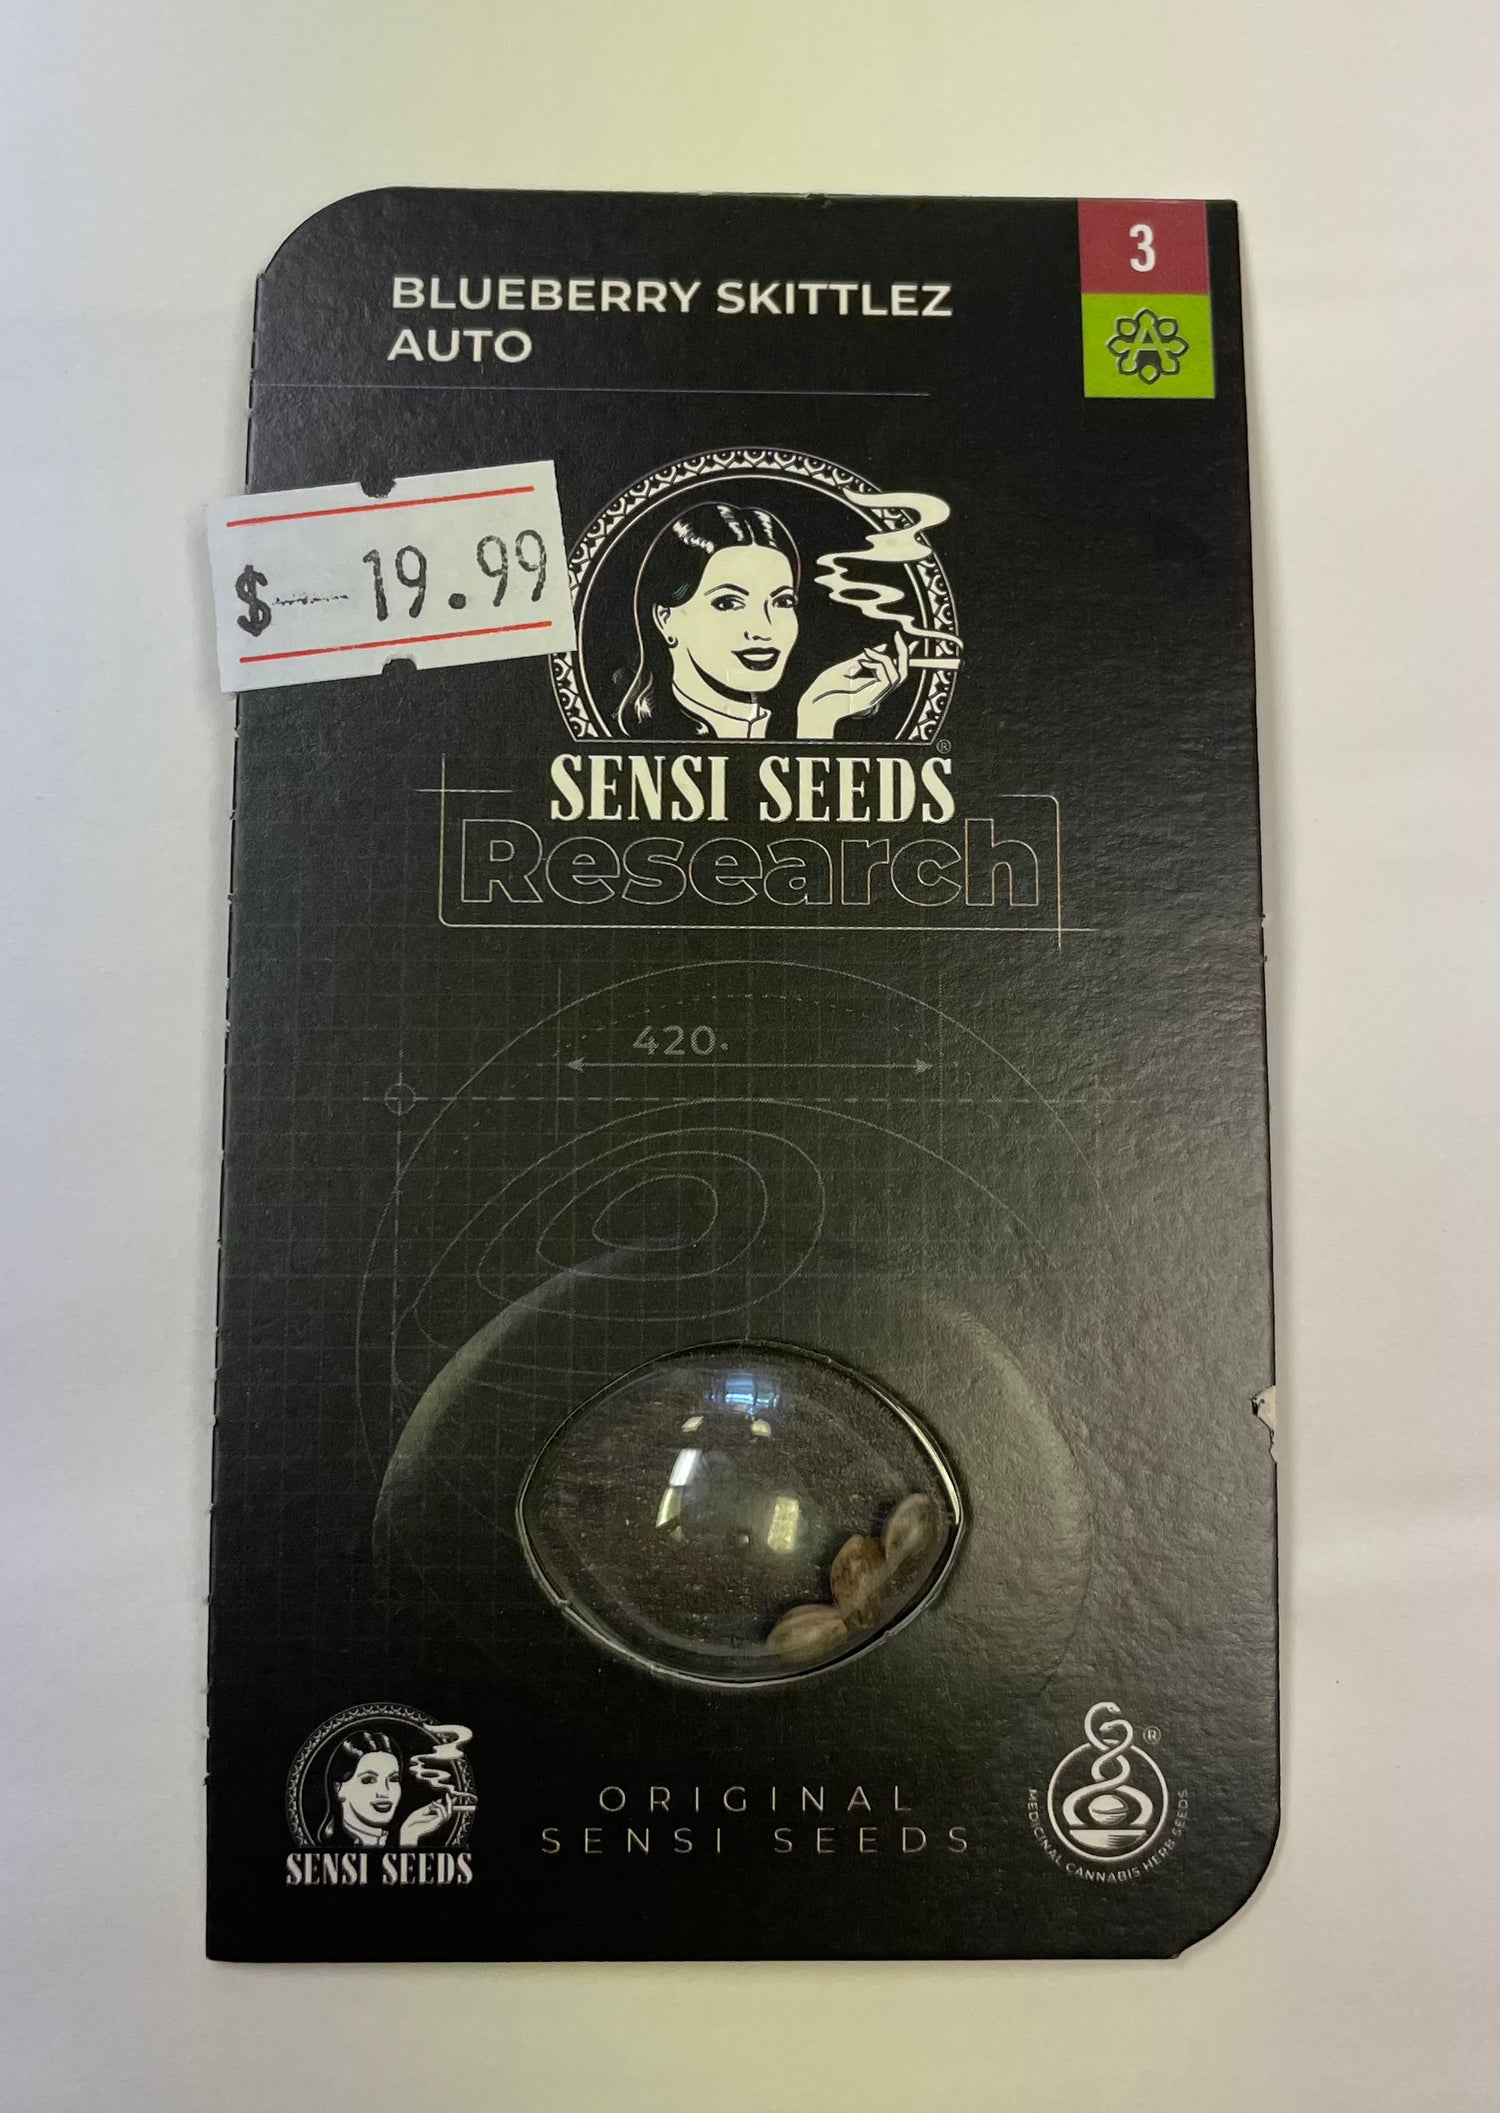 BLUEBERRY SKITTLEZ
AUTO
3
A
$ 19.99
SENSI SEEDS
®
Research
420.
SENSI SEEDS
ORIGINAL
SENSI SEEDS
®
MEDICINAL CANNABIS HERB SEEDS